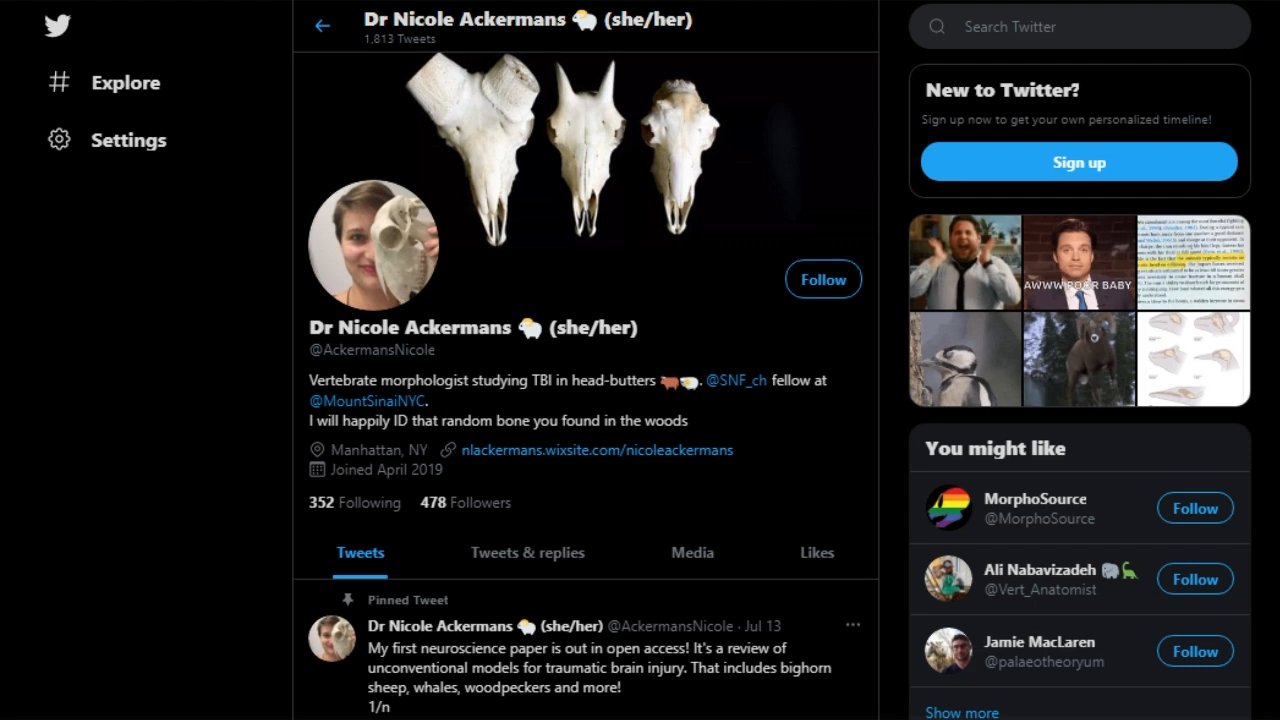 Dr Nicole Ackermans 🐑 (she/her)
1,813 Tweets
Explore
Settings
Search Twitter
New to Twitter?
Sign up now to get your own personalized timeline!
Sign up
Follow
Dr Nicole Ackermans 🐑 (she/her)
@AckermansNicole
Vertebrate morphologist studying TBI in head-butters 🐂🐑. @SNF_ch fellow at
@MountSinaiNYC.
I will happily ID that random bone you found in the woods
Manhattan, NY nlackermans.wixsite.com/nicoleackermans
Joined April 2019
352 Following 478 Followers
Tweets Tweets & replies Media Likes
Pinned Tweet
Dr Nicole Ackermans 🐑 (she/her) @AckermansNicole · Jul 13
My first neuroscience paper is out in open access! It's a review of
unconventional models for traumatic brain injury. That includes bighorn
sheep, whales, woodpeckers and more!
1/n
AWWW POOR BABY
You might like
MorphoSource
@MorphoSource
Follow
Ali Nabavizadeh 🐘🦕
@Vert_Anatomist
Follow
Jamie MacLaren
@palaeotheoryum
Follow
Show more